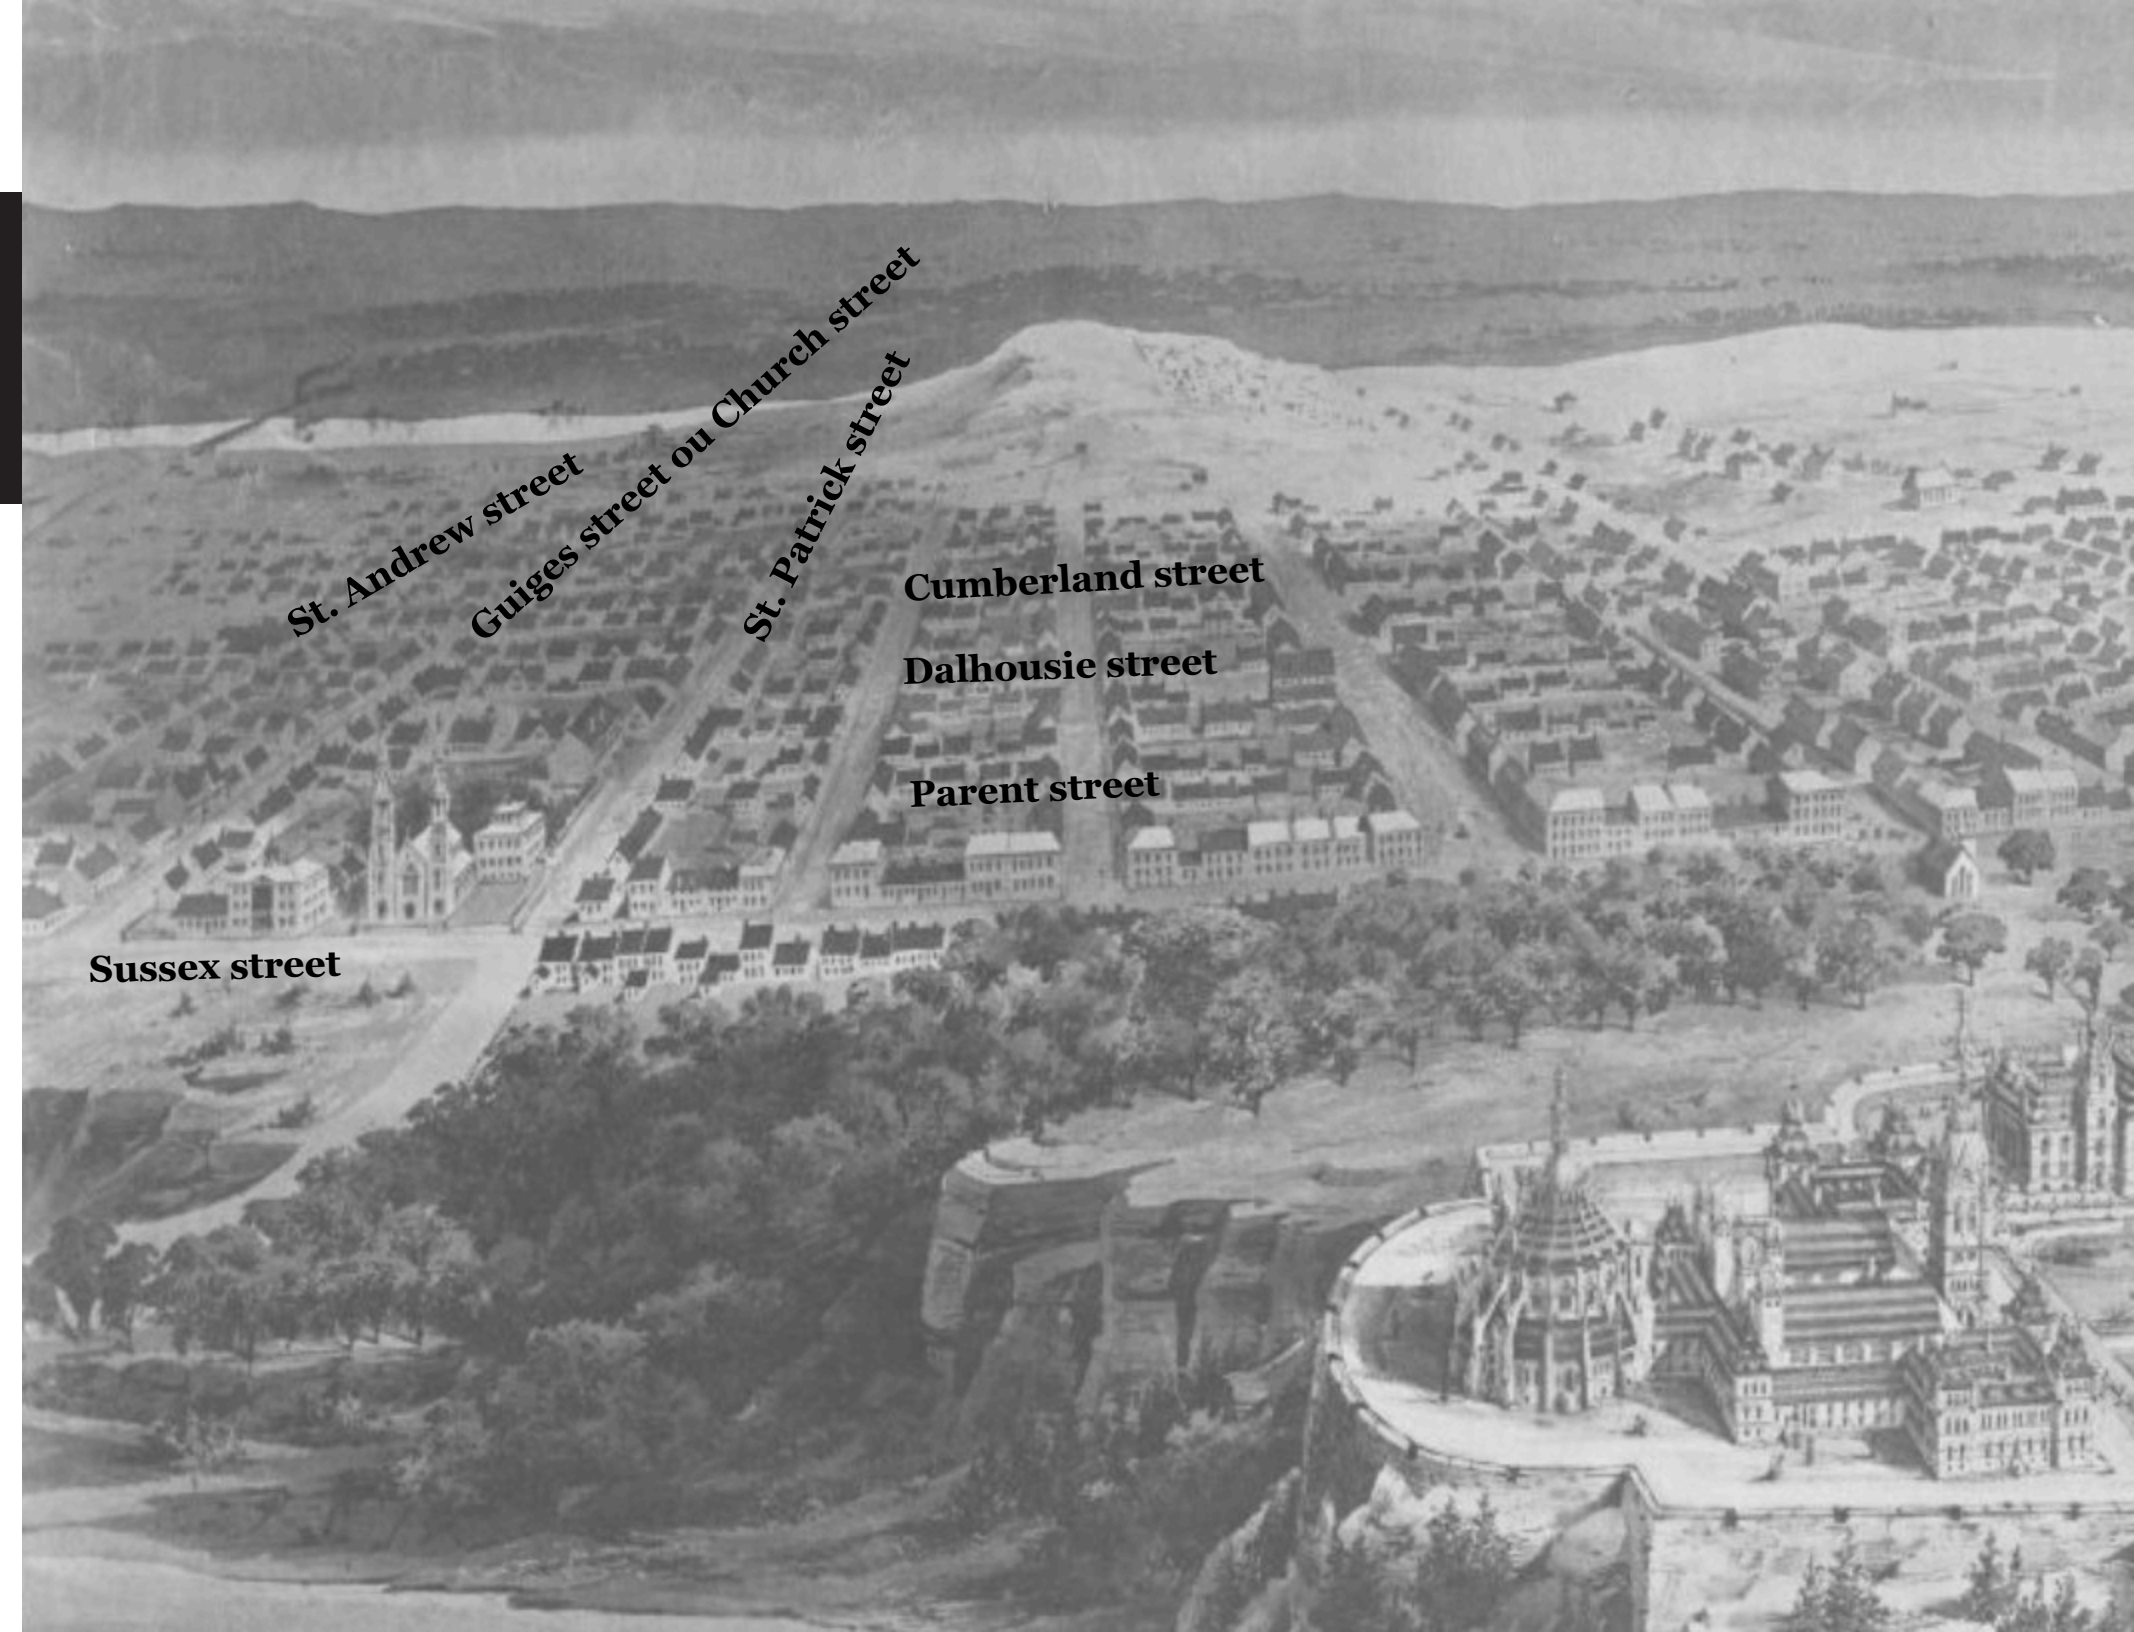 St. Andrew street
Guiges street ou Church street
St. Patrick street
Cumberland street
Dalhousie street
Parent street
Sussex street